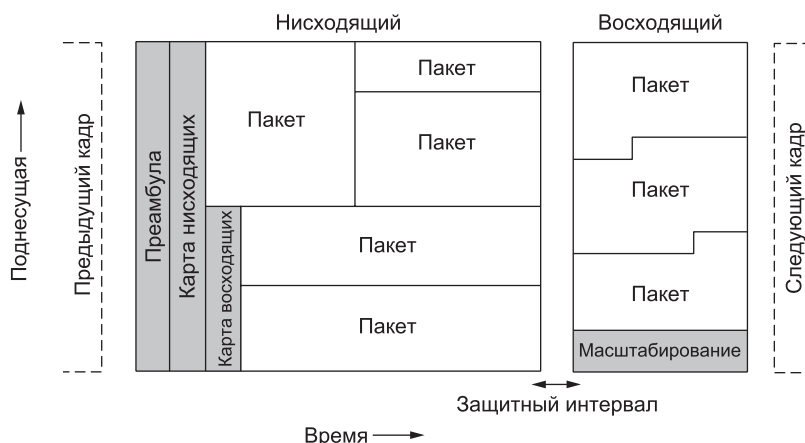 Нисходящий
Восходящий
Поднесущая
Предыдущий кадр
Преамбула
Карта нисходящих
Пакет
Пакет
Пакет
Карта восходящих
Пакет
Пакет
Пакет
Пакет
Пакет
Масштабирование
Следующий кадр
Защитный интервал
Время